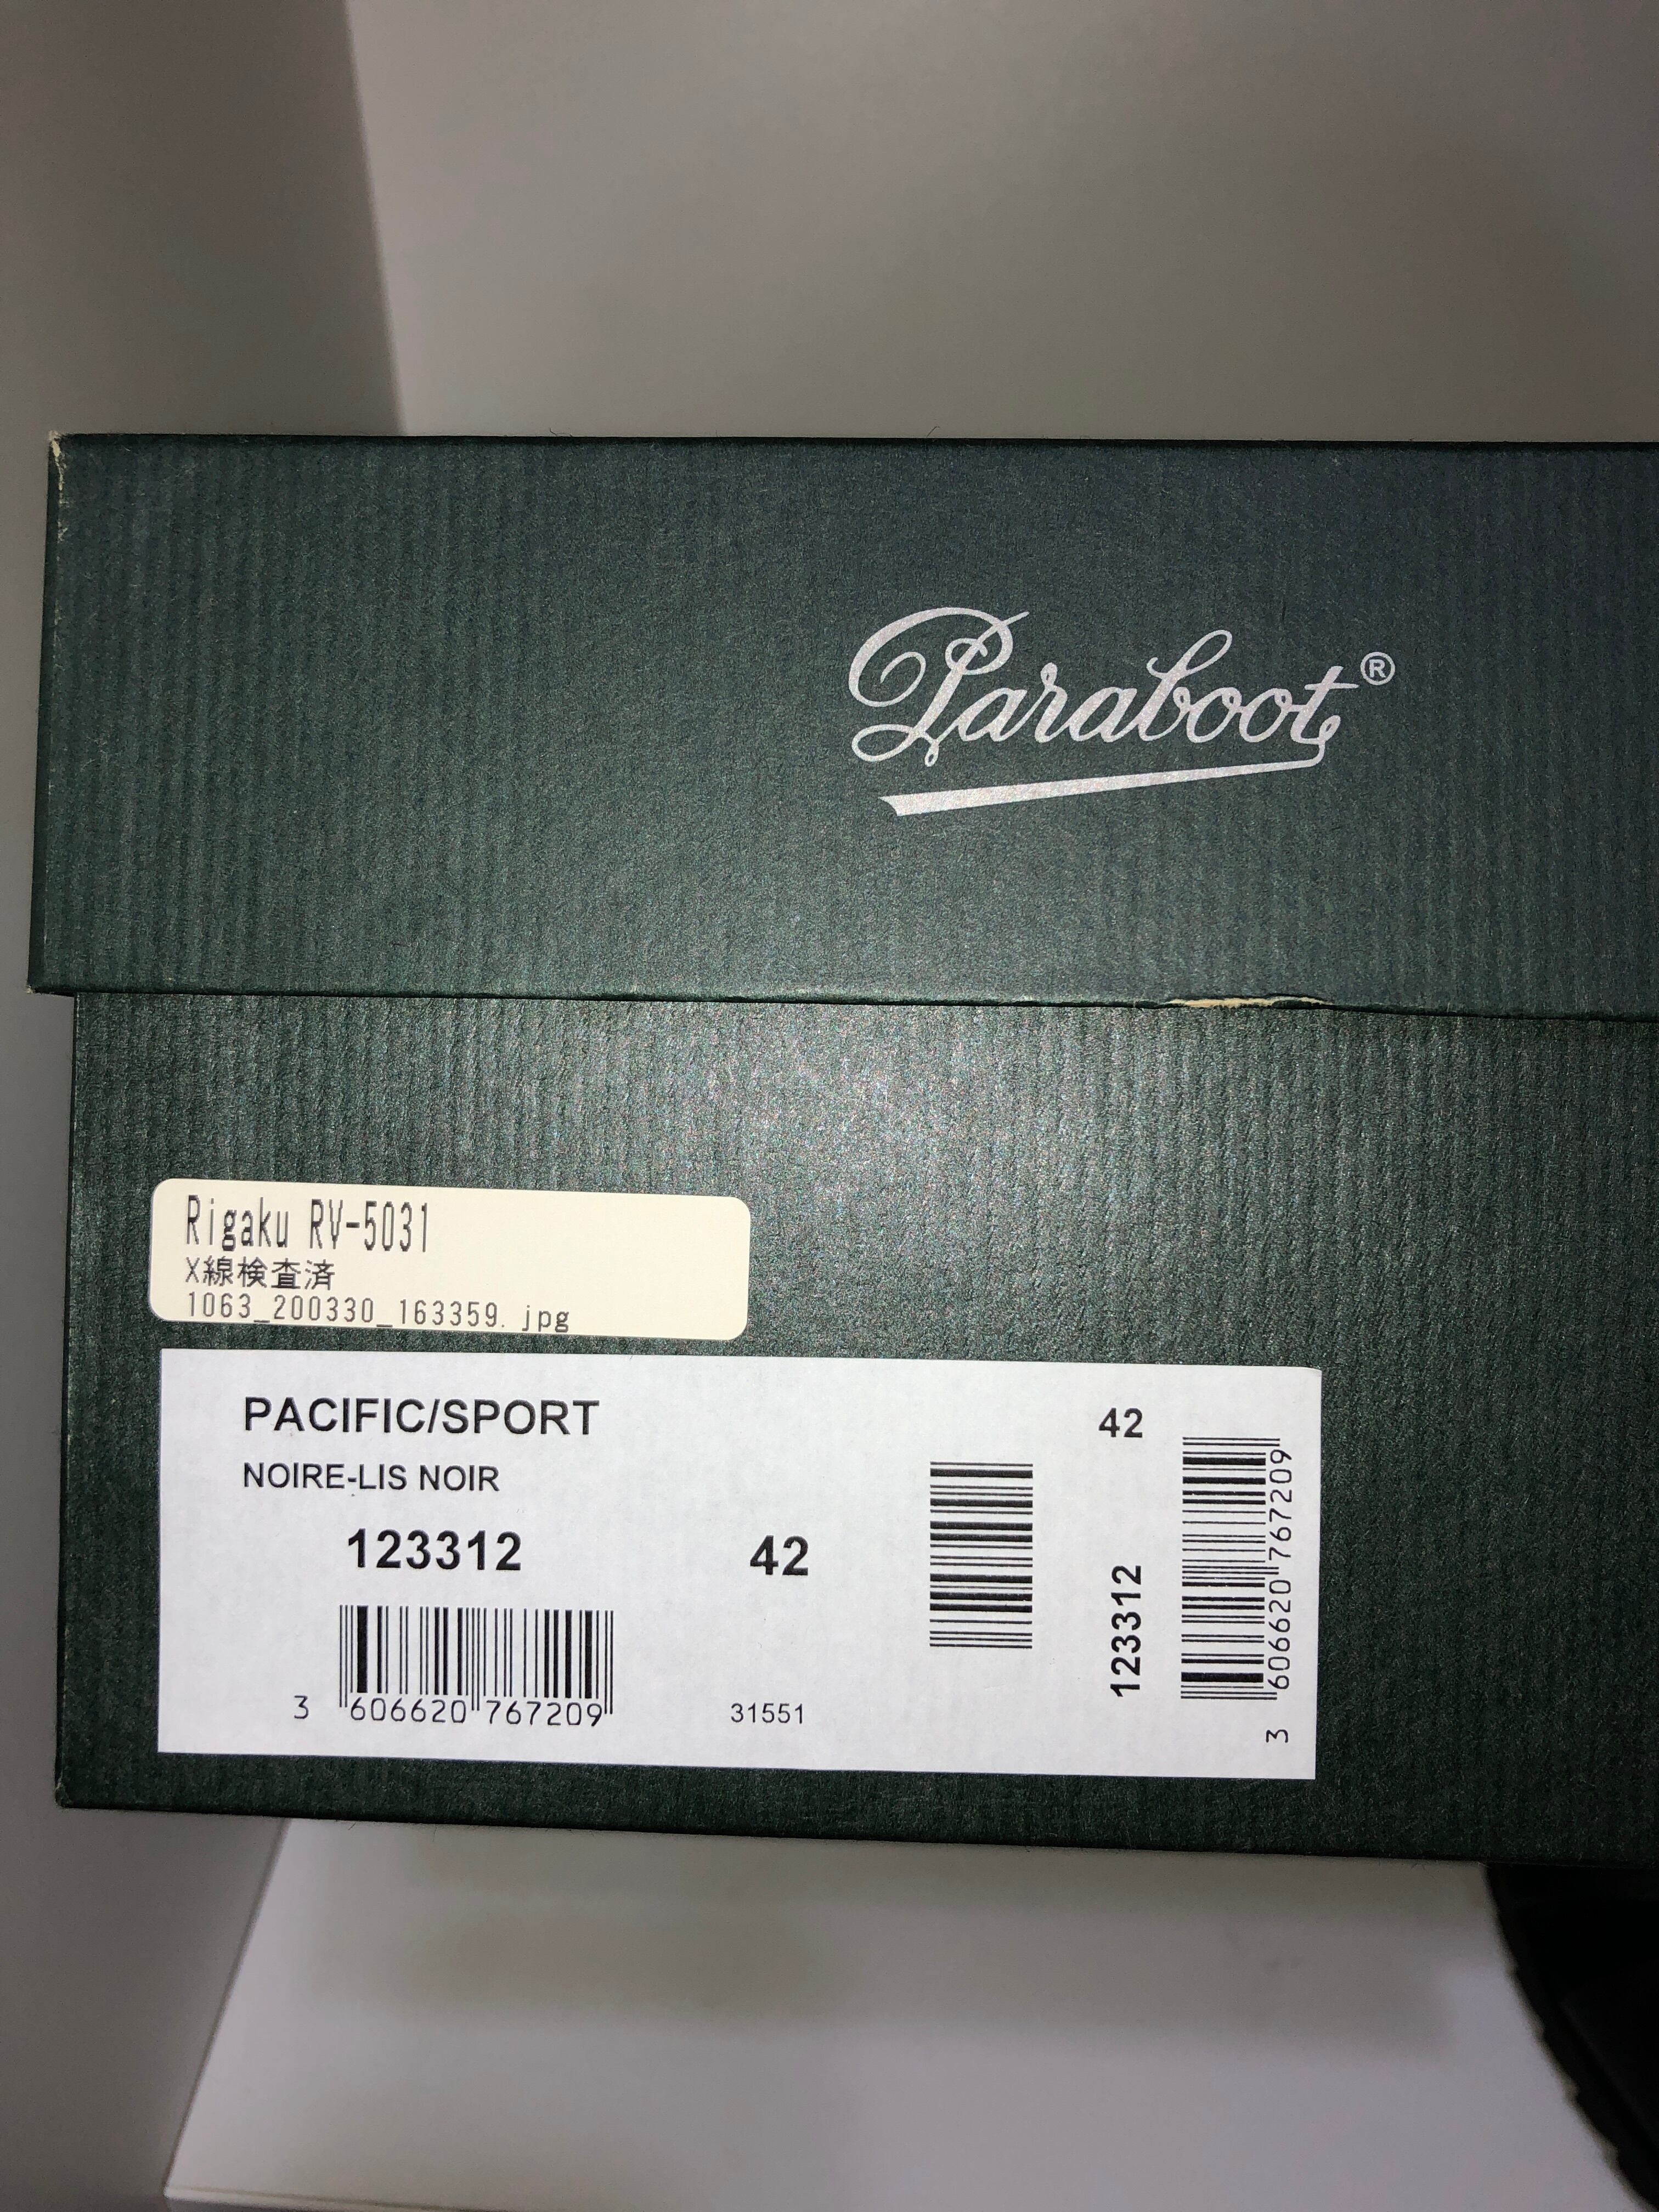 Paraboot®
Rigaku RV-5031
X線検査済
1063_200330_163359.jpg
PACIFIC/SPORT
42
NOIRE-LIS NOIR
123312
42
3 606620 767209
31551
123312
3 606620 767209